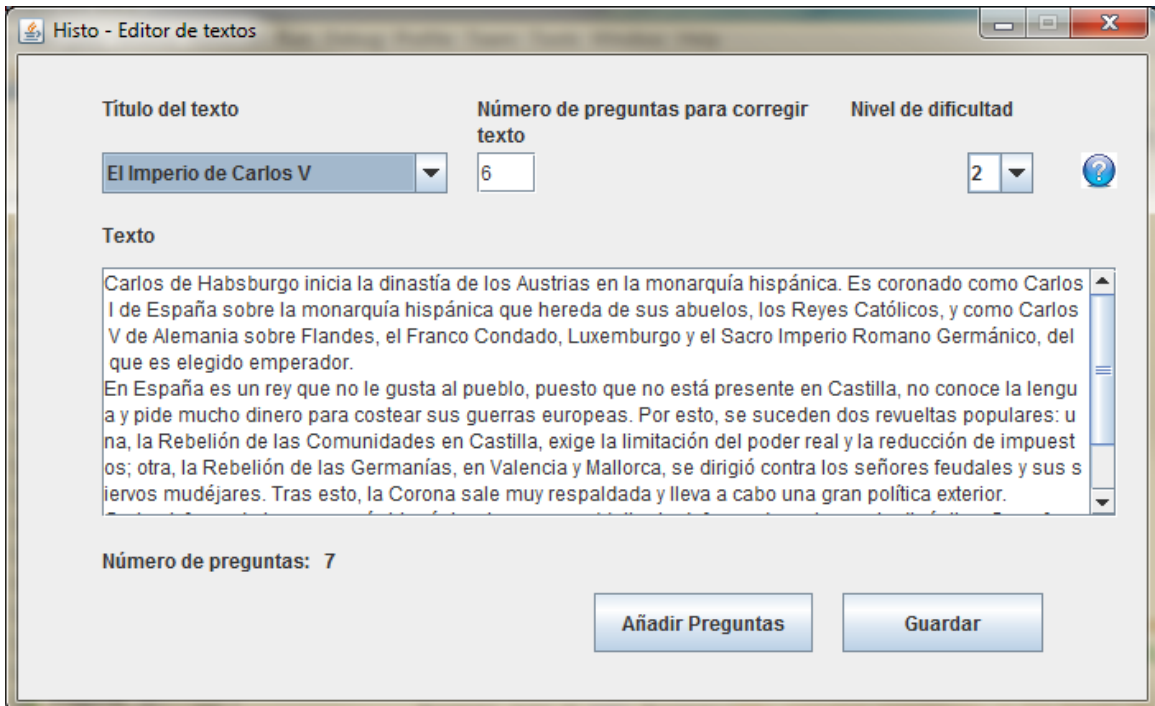 Histo - Editor de textos
Título del texto
Número de preguntas para corregir
texto
Nivel de dificultad
El Imperio de Carlos V
6
2
Texto
Carlos de Habsburgo inicia la dinastía de los Austrias en la monarquía hispánica. Es coronado como Carlos
I de España sobre la monarquía hispánica que hereda de sus abuelos, los Reyes Católicos, y como Carlos
V de Alemania sobre Flandes, el Franco Condado, Luxemburgo y el Sacro Imperio Romano Germánico, del
que es elegido emperador.
En España es un rey que no le gusta al pueblo, puesto que no está presente en Castilla, no conoce la lengu
a y pide mucho dinero para costear sus guerras europeas. Por esto, se suceden dos revueltas populares: u
na, la Rebelión de las Comunidades en Castilla, exige la limitación del poder real y la reducción de impuest
os; otra, la Rebelión de las Germanías, en Valencia y Mallorca, se dirigió contra los señores feudales y sus s
iervos mudéjares. Tras esto, la Corona sale muy respaldada y lleva a cabo una gran política exterior.
Número de preguntas: 7
Añadir Preguntas
Guardar